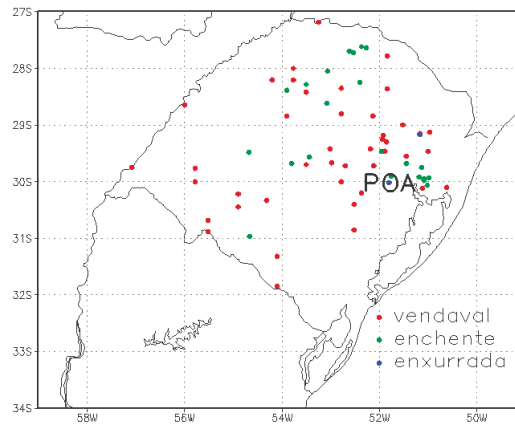 27S
28S
29S
30S
POA
31S
32S
vendaval
enchente
33S
enxurrada
34S
58W 56W 54W 52W 50W